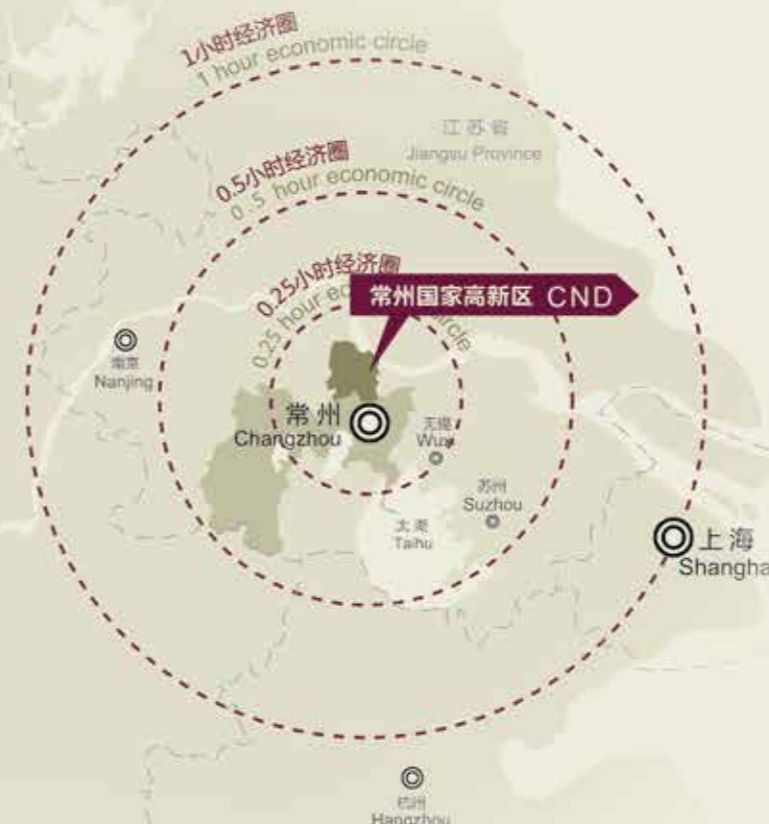 1小时经济圈
1 hour economic circle
江苏省
Jiangsu Province
0.5小时经济圈
0.5 hour economic circle
0.25小时经济圈
常州国家高新区 CND
0.25 hour ec
rcle
南京
Nanjing
常州
Changzhou
无锡
Wuxi
苏州
Suzhou
太湖
Taihu
上海
Shangha
杭州
Hangzhou